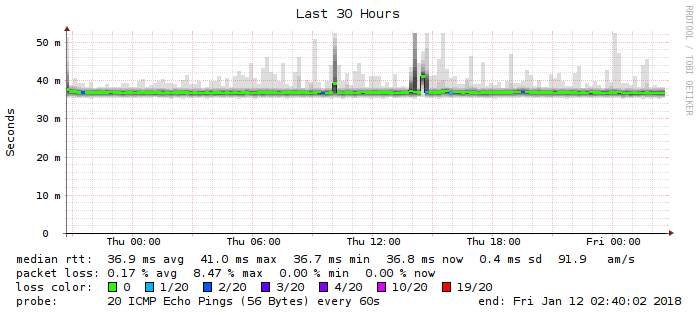 Last 30 Hours
RRDTOOL / TOBI OETIKER
Seconds
50 m
40 m
30 m
20 m
10 m
0
Thu 00:00 Thu 06:00 Thu 12:00 Thu 18:00 Fri 00:00
median rtt: 36.9 ms avg 41.0 ms max 36.7 ms min 36.8 ms now 0.4 ms sd 91.9 am/s
packet loss: 0.17 % avg 8.47 % max 0.00 % min 0.00 % now
loss color: 0 1/20 2/20 3/20 4/20 10/20 19/20
probe: 20 ICMP Echo Pings (56 Bytes) every 60s end: Fri Jan 12 02:40:02 2018